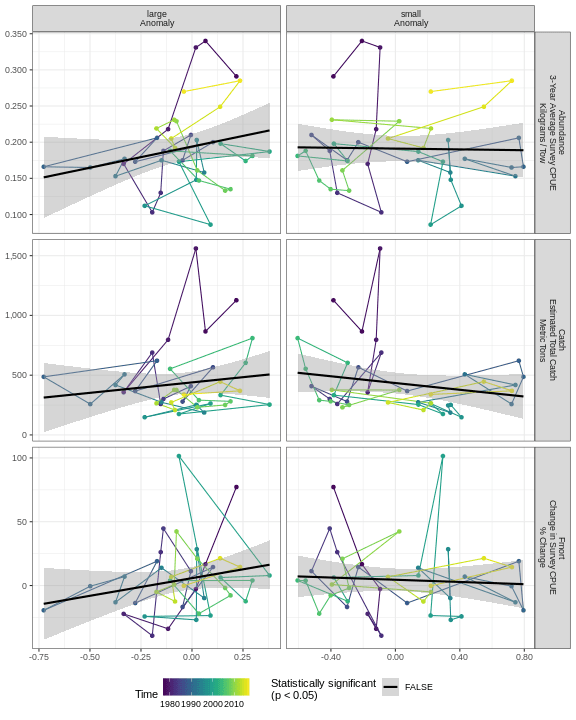 large
Anomaly
small
Anomaly
0.350
0.300
0.250
0.200
0.150
0.100
Abundance
3-Year Average Survey CPUE
Kilograms / Tow
1,500
1,000
500
0
Catch
Estimated Total Catch
Metric Tons
100
50
0
Fmort
Change in Survey CPUE
% Change
-0.75 -0.50 -0.25 0.00 0.25
-0.40 0.00 0.40 0.80
Time
1980 1990 2000 2010
Statistically significant
(p < 0.05)
FALSE